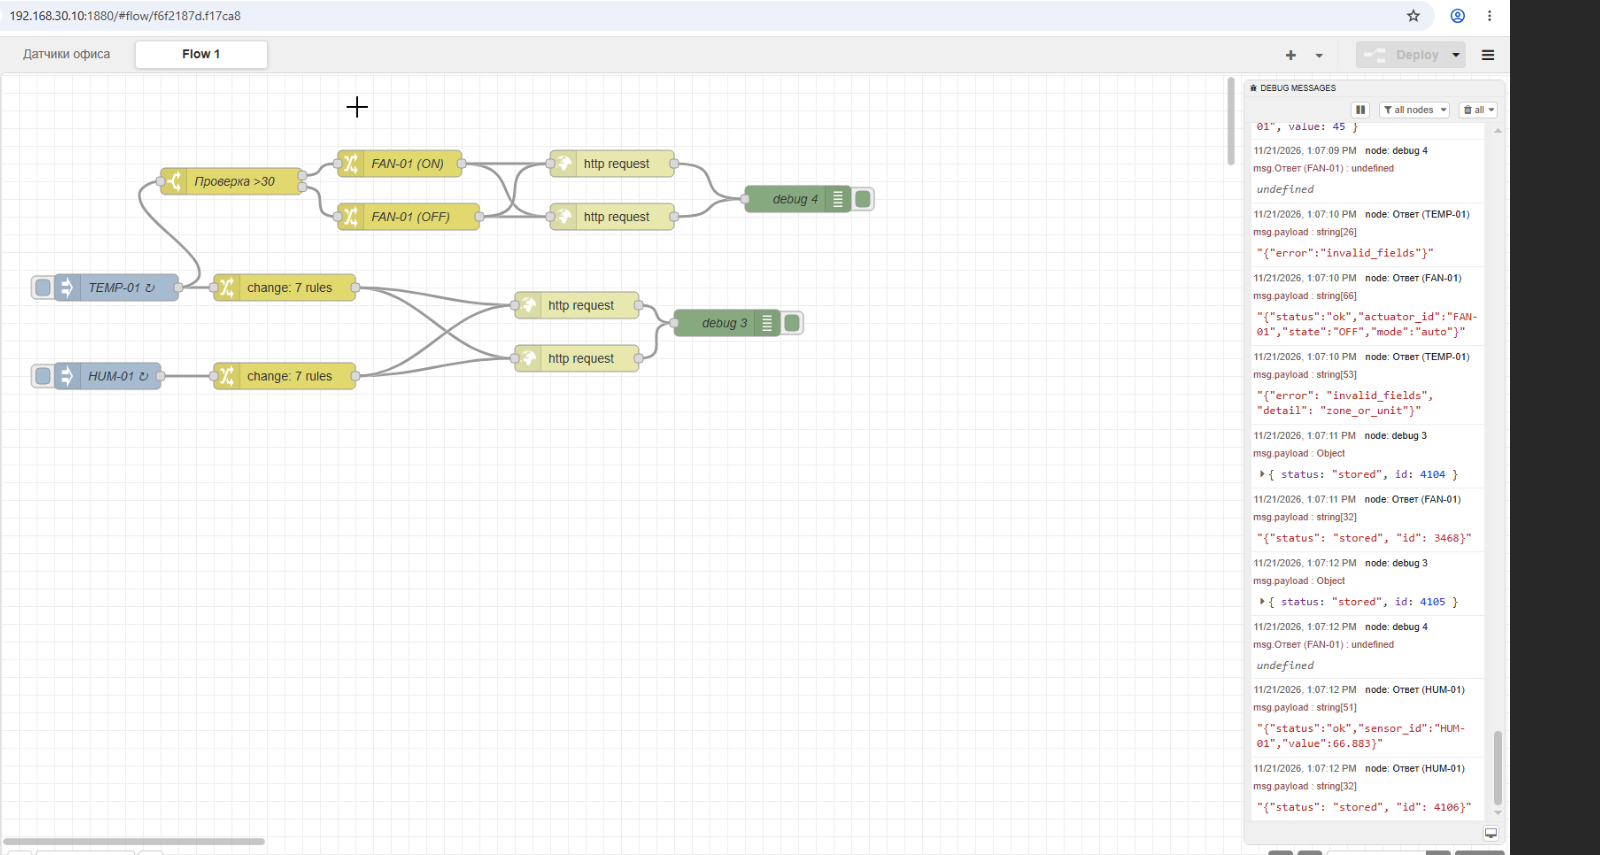 192.168.30.10:1880/#flow/f6f2187d.f17ca8
Датчики офиса
Flow 1
Deploy
Проверка >30
FAN-01 (ON)
FAN-01 (OFF)
http request
http request
debug 4
TEMP-01 ↻
change: 7 rules
http request
http request
debug 3
HUM-01 ↻
change: 7 rules
DEBUG MESSAGES
all nodes
all
01", value: 45 }
11/21/2026, 1:07:09 PM node: debug 4
msg.Ответ (FAN-01) : undefined
undefined
11/21/2026, 1:07:10 PM node: Ответ (TEMP-01)
msg.payload : string[26]
"{"error":"invalid_fields"}"
11/21/2026, 1:07:10 PM node: Ответ (FAN-01)
msg.payload : string[66]
"{"status":"ok","actuator_id":"FAN-
01","state":"OFF","mode":"auto"}"
11/21/2026, 1:07:10 PM node: Ответ (TEMP-01)
msg.payload : string[53]
"{"error": "invalid_fields",
"detail": "zone_or_unit"}"
11/21/2026, 1:07:11 PM node: debug 3
msg.payload : Object
{ status: "stored", id: 4104 }
11/21/2026, 1:07:11 PM node: Ответ (FAN-01)
msg.payload : string[32]
"{"status": "stored", "id": 3468}"
11/21/2026, 1:07:12 PM node: debug 3
msg.payload : Object
{ status: "stored", id: 4105 }
11/21/2026, 1:07:12 PM node: debug 4
msg.Ответ (FAN-01) : undefined
undefined
11/21/2026, 1:07:12 PM node: Ответ (HUM-01)
msg.payload : string[51]
"{"status":"ok","sensor_id":"HUM-
01","value":66.883}"
11/21/2026, 1:07:12 PM node: Ответ (HUM-01)
msg.payload : string[32]
"{"status": "stored", "id": 4106}"